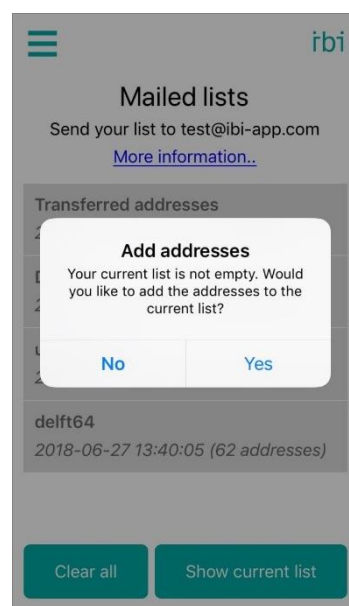 ibi
Mailed lists
Send your list to test@ibi-app.com
More information..
Transferred addresses
Add addresses
Your current list is not empty. Would
you like to add the addresses to the
current list?
No
Yes
delft64
2018-06-27 13:40:05 (62 addresses)
Clear all
Show current list